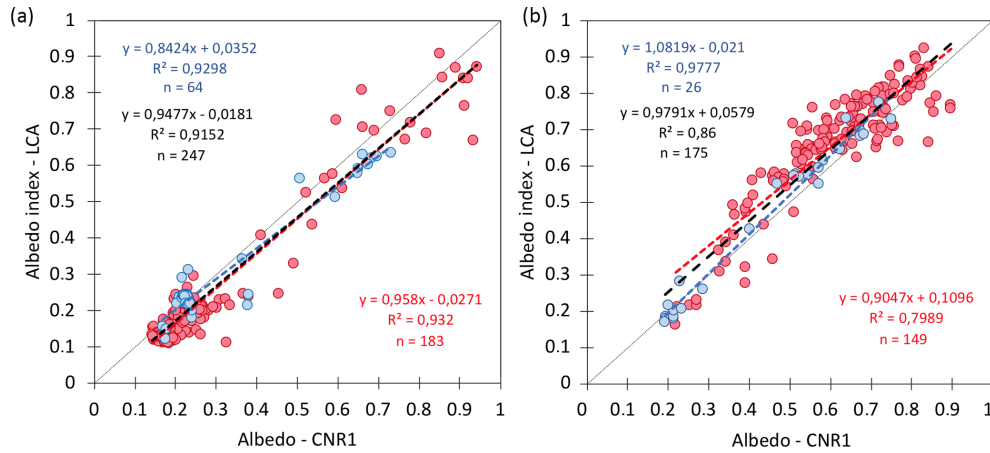 (a)
y = 0,8424x + 0,0352
R² = 0,9298
n = 64
y = 0,9477x - 0,0181
R² = 0,9152
n = 247
y = 0,958x - 0,0271
R² = 0,932
n = 183
1
0.9
0.8
0.7
0.6
0.5
0.4
0.3
0.2
0.1
0
0 0.1 0.2 0.3 0.4 0.5 0.6 0.7 0.8 0.9 1
Albedo index - LCA
Albedo - CNR1
(b)
y = 1,0819x - 0,021
R² = 0,9777
n = 26
y = 0,9791x + 0,0579
R² = 0,86
n = 175
y = 0,9047x + 0,1096
R² = 0,7989
n = 149
1
0.9
0.8
0.7
0.6
0.5
0.4
0.3
0.2
0.1
0
0 0.1 0.2 0.3 0.4 0.5 0.6 0.7 0.8 0.9 1
Albedo index - LCA
Albedo - CNR1